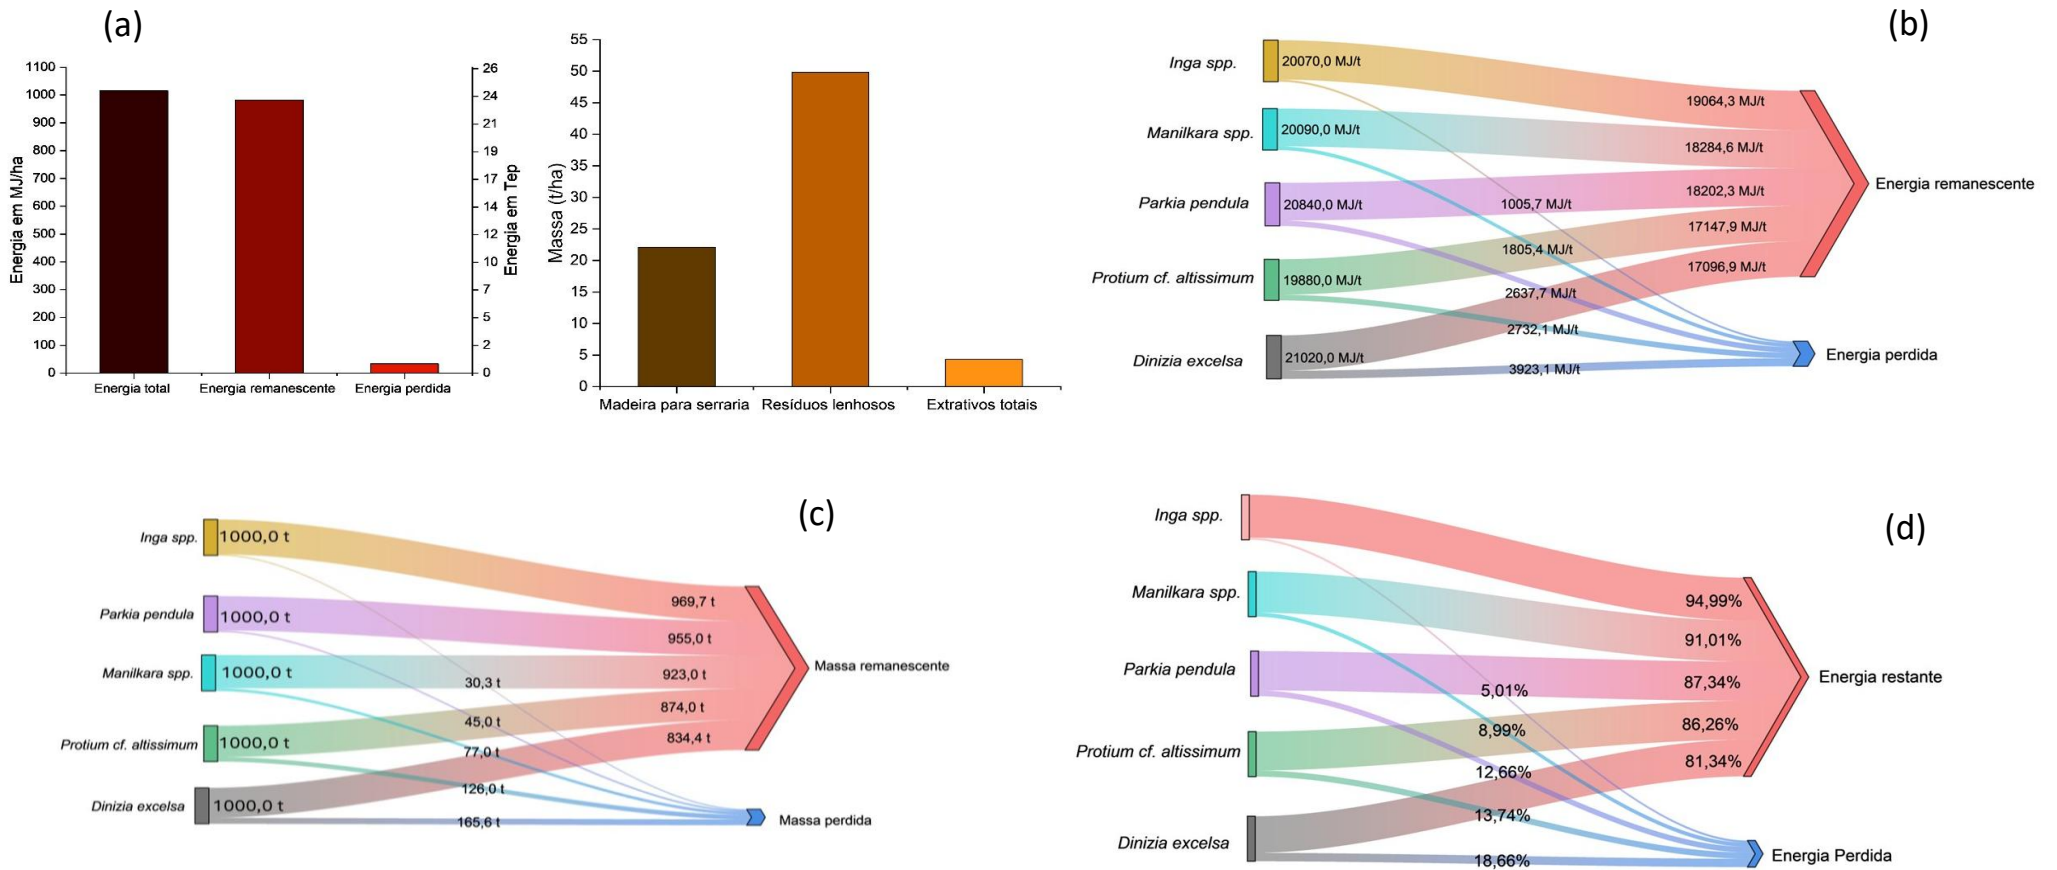 (a)
1100
1000
900
800
700
600
500
400
300
200
100
0
Energia em MJ/ha
26
24
21
19
17
14
12
10
7
5
2
0
Energia em Tep
Energia total
Energia remanescente
Energia perdida
55
50
45
40
35
30
25
20
15
10
5
0
Massa (t/ha)
Madeira para serraria
Resíduos lenhosos
Extrativos totais
(b)
Inga spp.
20070,0 MJ/t
Manilkara spp.
20090,0 MJ/t
Parkia pendula
20840,0 MJ/t
Protium cf. altissimum
19880,0 MJ/t
Dinizia excelsa
21020,0 MJ/t
1005,7 MJ/t
1805,4 MJ/t
2637,7 MJ/t
2732,1 MJ/t
3923,1 MJ/t
19064,3 MJ/t
18284,6 MJ/t
18202,3 MJ/t
17147,9 MJ/t
17096,9 MJ/t
Energia remanescente
Energia perdida
(c)
Inga spp.
1000,0 t
Parkia pendula
1000,0 t
Manilkara spp.
1000,0 t
Protium cf. altissimum
1000,0 t
Dinizia excelsa
1000,0 t
30,3 t
45,0 t
77,0 t
126,0 t
165,6 t
969,7 t
955,0 t
923,0 t
874,0 t
834,4 t
Massa remanescente
Massa perdida
(d)
Inga spp.
Manilkara spp.
Parkia pendula
Protium cf. altissimum
Dinizia excelsa
5,01%
8,99%
12,66%
13,74%
18,66%
94,99%
91,01%
87,34%
86,26%
81,34%
Energia restante
Energia Perdida